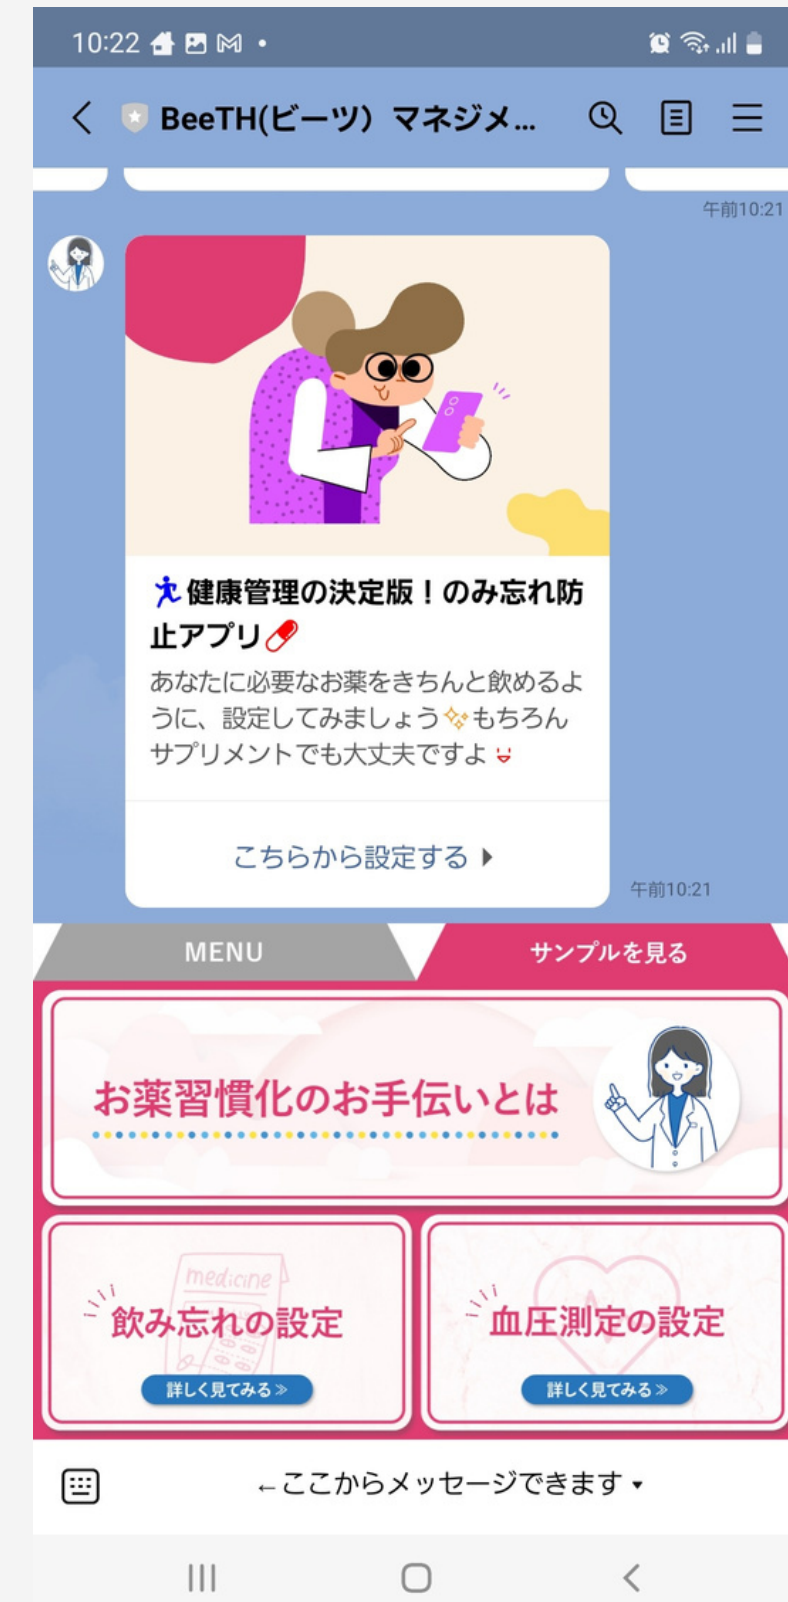 10:22
BeeTH(ビーツ) マネジメ...
午前10:21
健康管理の決定版！のみ忘れ防
止アプリ
あなたに必要なお薬をきちんと飲めるよ
うに、設定してみましょう✨もちろん
サプリメントでも大丈夫ですよ
こちらから設定する
午前10:21
MENU
サンプルを見る
お薬習慣化のお手伝いとは
medicine
飲み忘れの設定
詳しく見てみる≫
血圧測定の設定
詳しく見てみる≫
←ここからメッセージできます▼